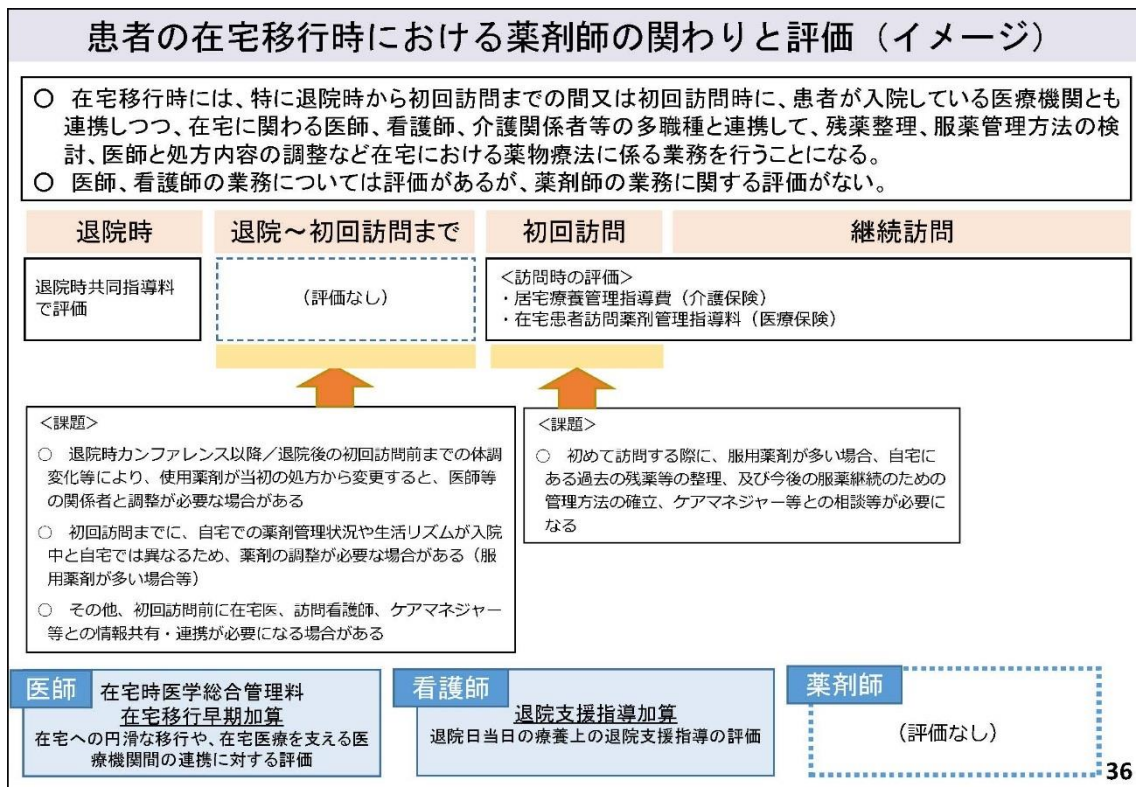 患者の在宅移行時における薬剤師の関わりと評価（イメージ）
○ 在宅移行時には、特に退院時から初回訪問までの間又は初回訪問時に、患者が入院している医療機関とも
連携しつつ、在宅に関わる医師、看護師、介護関係者等の多職種と連携して、残薬整理、服薬管理方法の検
討、医師と処方内容の調整など在宅における薬物療法に係る業務を行うことになる。
○ 医師、看護師の業務については評価があるが、薬剤師の業務に関する評価がない。
退院時
退院～初回訪問まで
初回訪問
継続訪問
退院時共同指導料
で評価
（評価なし）
＜訪問時の評価＞
・居宅療養管理指導費（介護保険）
・在宅患者訪問薬剤管理指導料（医療保険）
＜課題＞
○ 退院時カンファレンス以降／退院後の初回訪問前までの体調
変化等により、使用薬剤が当初の処方から変更すると、医師等
の関係者と調整が必要な場合がある
○ 初回訪問までに、自宅での薬剤管理状況や生活リズムが入院
中と自宅では異なるため、薬剤の調整が必要な場合がある（服
用薬剤が多い場合等）
○ その他、初回訪問前に在宅医、訪問看護師、ケアマネジャー
等との情報共有・連携が必要になる場合がある
＜課題＞
○ 初めて訪問する際に、服用薬剤が多い場合、自宅に
ある過去の残薬等の整理、及び今後の服薬継続のための
管理方法の確立、ケアマネジャー等との相談等が必要に
なる
医師
在宅時医学総合管理料
在宅移行早期加算
在宅への円滑な移行や、在宅医療を支える医
療機関間の連携に対する評価
看護師
退院支援指導加算
退院日当日の療養上の退院支援指導の評価
薬剤師
（評価なし）
36